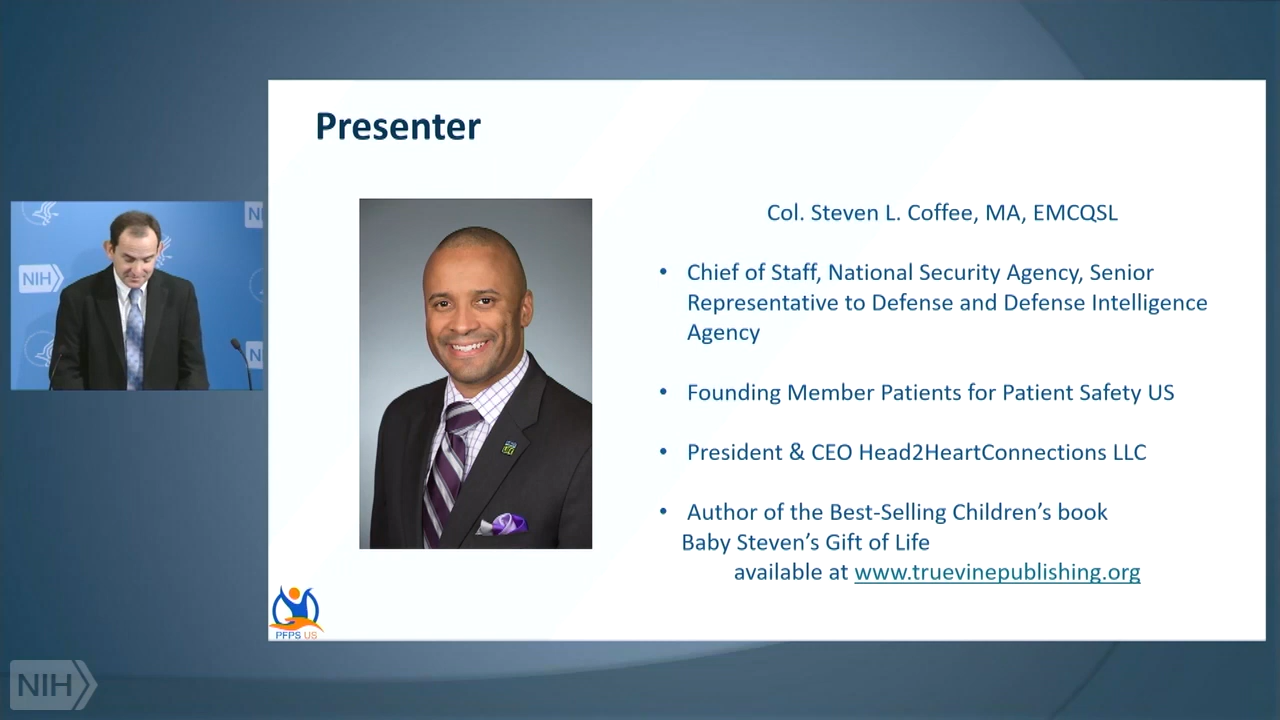 Presenter
Col. Steven L. Coffee, MA, EMCQSL
• Chief of Staff, National Security Agency, Senior
Representative to Defense and Defense Intelligence
Agency
• Founding Member Patients for Patient Safety US
• President & CEO Head2HeartConnections LLC
• Author of the Best-Selling Children’s book
Baby Steven’s Gift of Life
available at www.truevinepublishing.org
PFPS US
NIH
N
N
NIH